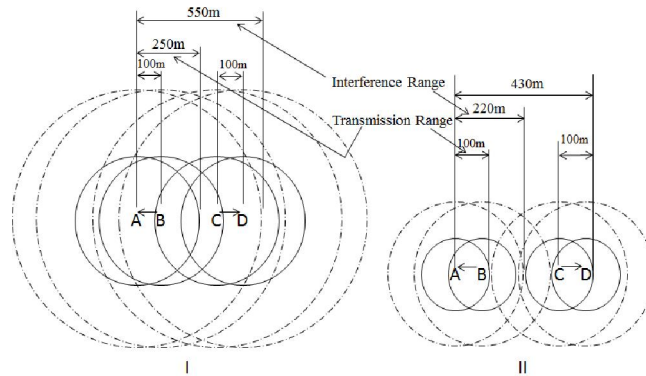 550m
250m
100m 100m
Interference Range
Transmission Range
430m
220m
100m
100m
A B C D
A B C D
I
II